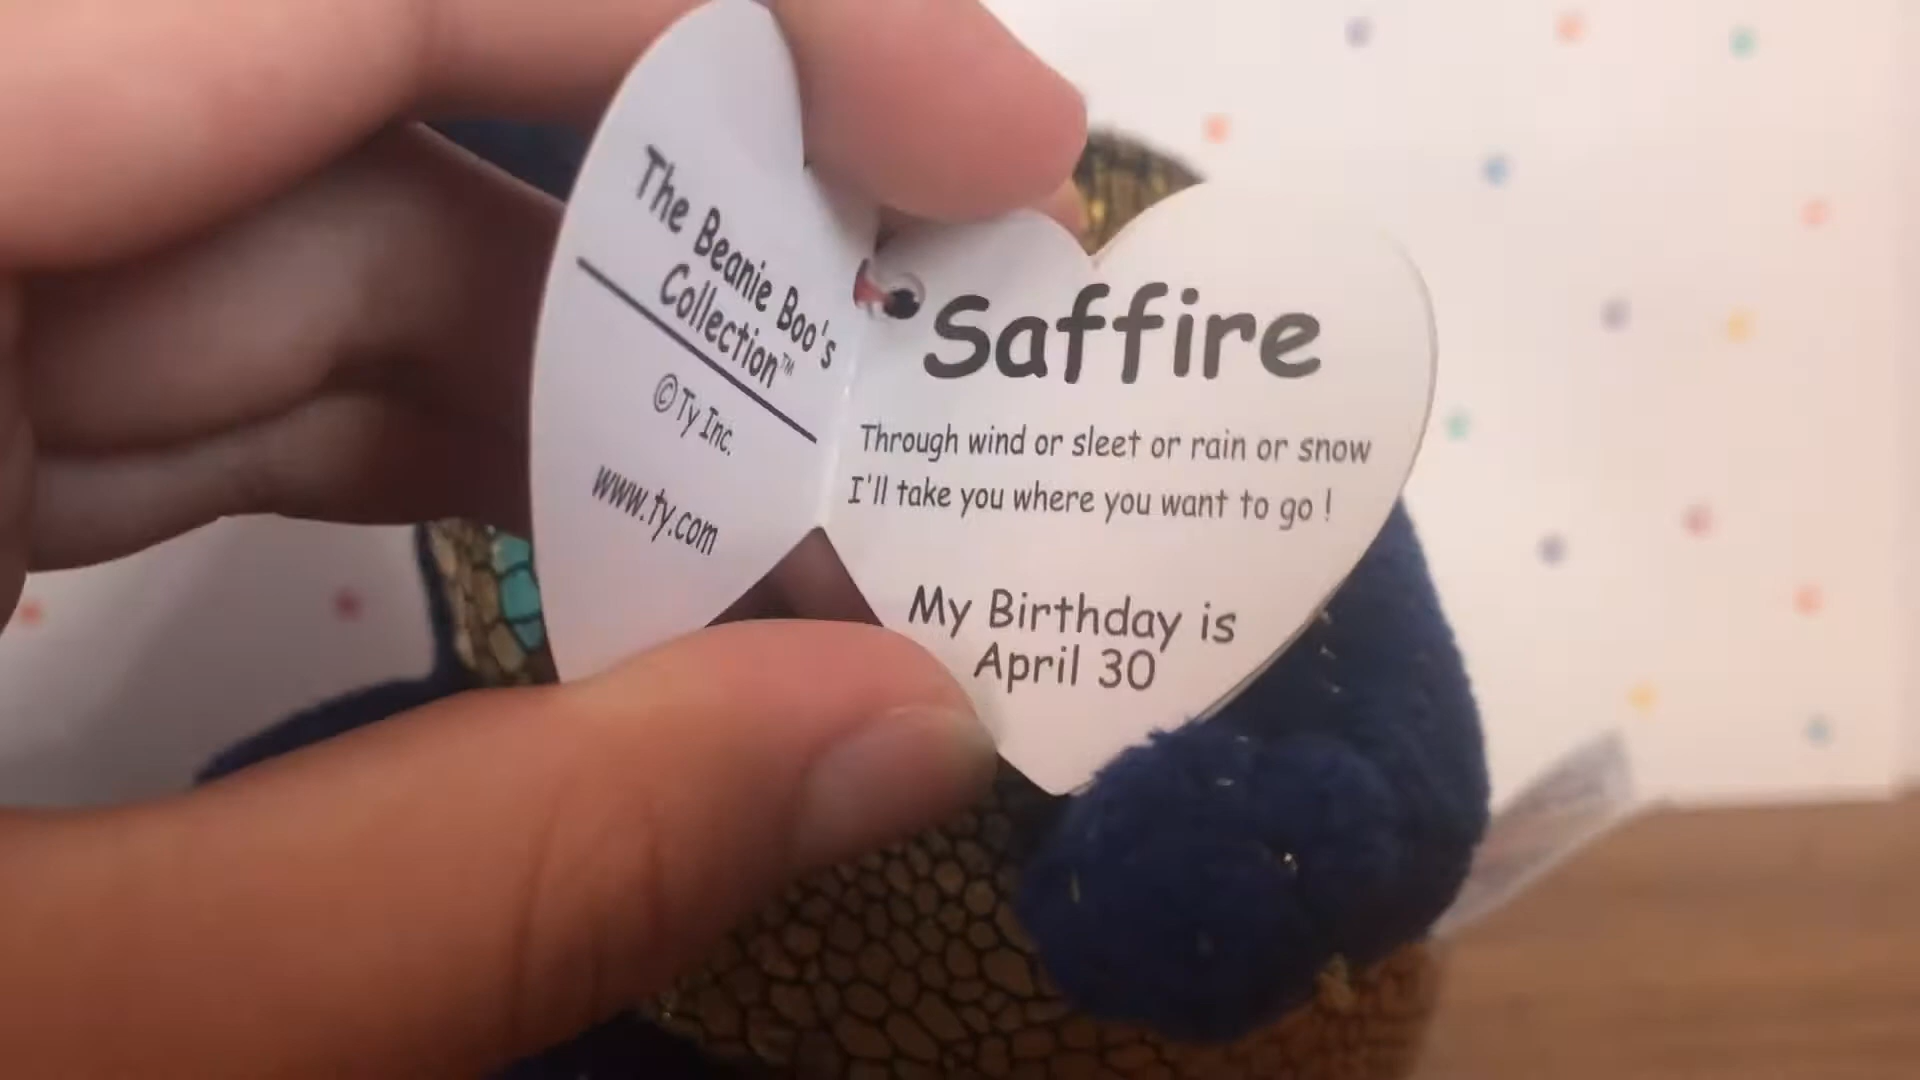 The Beanie Boo's
Collection™
©Ty Inc.
www.ty.com
Saffire
Through wind or sleet or rain or snow
I'll take you where you want to go !
My Birthday is
April 30